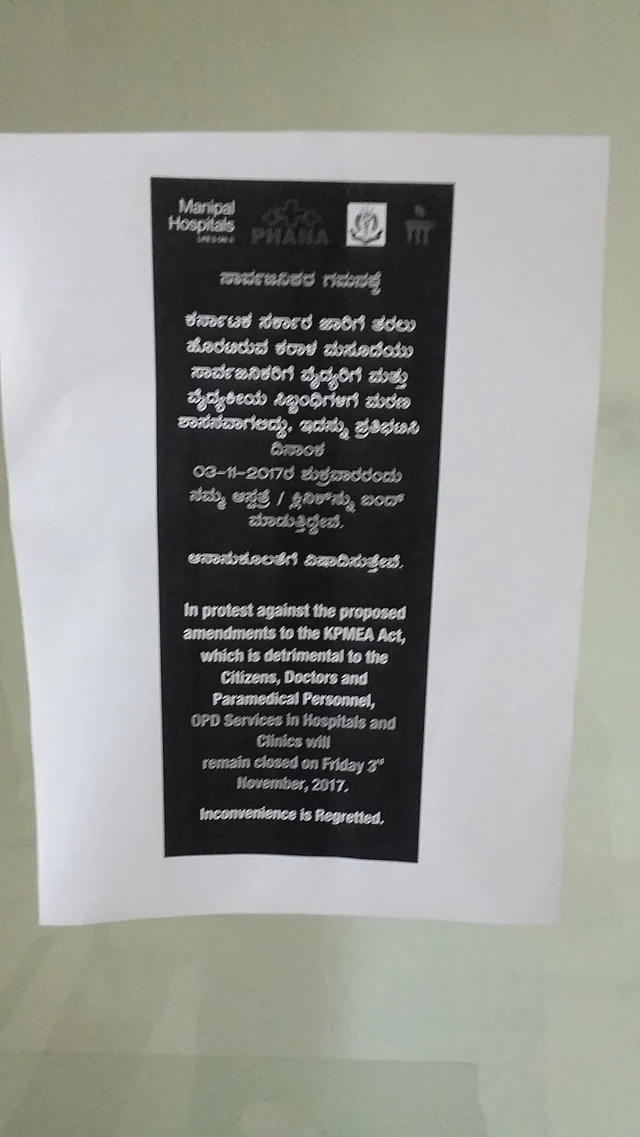 Manipal
Hospitals
PHANA
ಸಾರ್ವಜನಿಕರ ಗಮನಕ್ಕೆ
ಕರ್ನಾಟಕ ಸರ್ಕಾರ ಜಾರಿಗೆ ತರಲು
ಹೊರಟಿರುವ ಕರಾಳ ಮಸೂದೆಯು
ಸಾರ್ವಜನಿಕರಿಗೆ ವೈದ್ಯರಿಗೆ ಮತ್ತು
ವೈದ್ಯಕೀಯ ಸಿಬ್ಬಂಧಿಗಳಿಗೆ ಮರಣ
ಶಾಸನವಾಗಲಿದ್ದು, ಇದನ್ನು ಪ್ರತಿಭಟಿಸಿ
ದಿನಾಂಕ
03-11-2017ರ ಶುಕ್ರವಾರರಂದು
ನಮ್ಮ ಆಸ್ಪತ್ರೆ / ಕ್ಲಿನಿಕ್‌ನ್ನು ಬಂದ್
ಮಾಡುತ್ತಿದ್ದೇವೆ.
ಆನಾನುಕೂಲತೆಗೆ ವಿಷಾದಿಸುತ್ತೇವೆ.
In protest against the proposed
amendments to the KPMEA Act,
which is detrimental to the
Citizens, Doctors and
Paramedical Personnel,
OPD Services in Hospitals and
Clinics will
remain closed on Friday 3rd
November, 2017.
Inconvenience is Regretted.